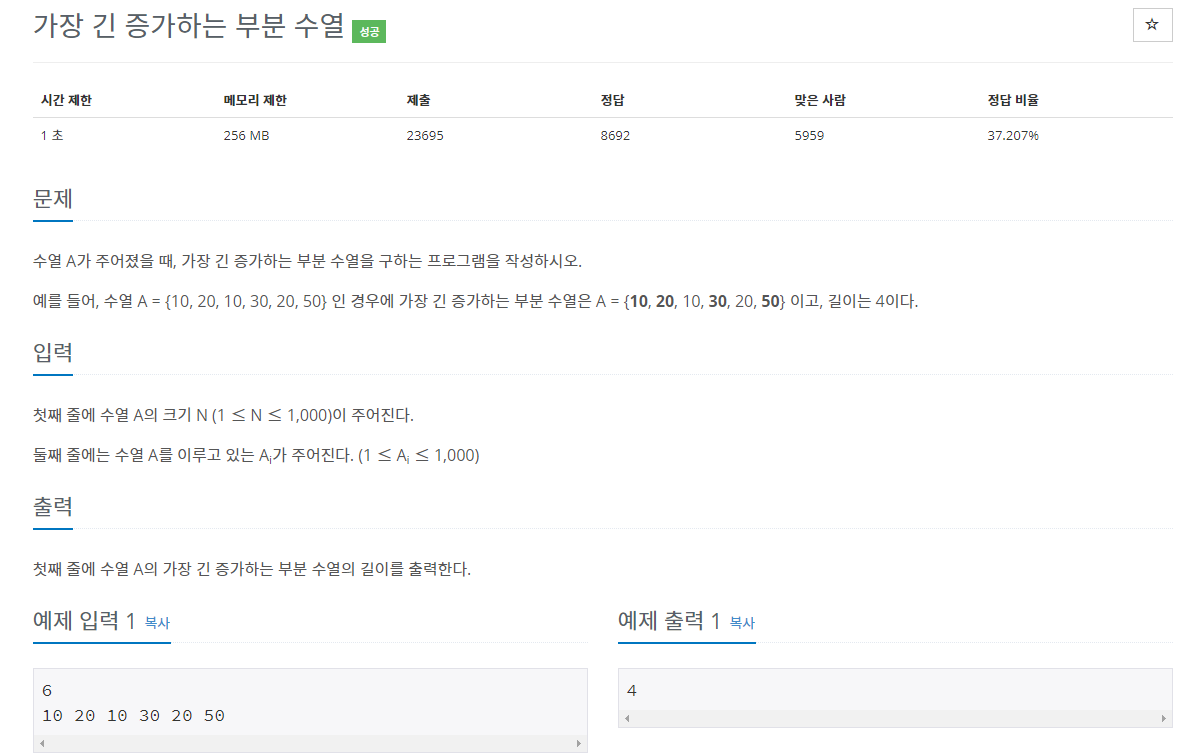 가장 긴 증가하는 부분 수열 성공
☆
시간 제한 메모리 제한 제출 정답 맞은 사람 정답 비율
1 초 256 MB 23695 8692 5959 37.207%
문제
수열 A가 주어졌을 때, 가장 긴 증가하는 부분 수열을 구하는 프로그램을 작성하시오.
예를 들어, 수열 A = {10, 20, 10, 30, 20, 50} 인 경우에 가장 긴 증가하는 부분 수열은 A = {10, 20, 10, 30, 20, 50} 이고, 길이는 4이다.
입력
첫째 줄에 수열 A의 크기 N (1 ≤ N ≤ 1,000)이 주어진다.
둘째 줄에는 수열 A를 이루고 있는 Ai가 주어진다. (1 ≤ Ai ≤ 1,000)
출력
첫째 줄에 수열 A의 가장 긴 증가하는 부분 수열의 길이를 출력한다.
예제 입력 1 복사
6
10 20 10 30 20 50
예제 출력 1 복사
4